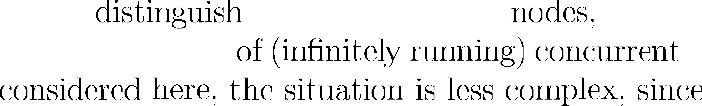 distinguish nodes,
of (infinitely running) concurrent
considered here, the situation is less complex, since